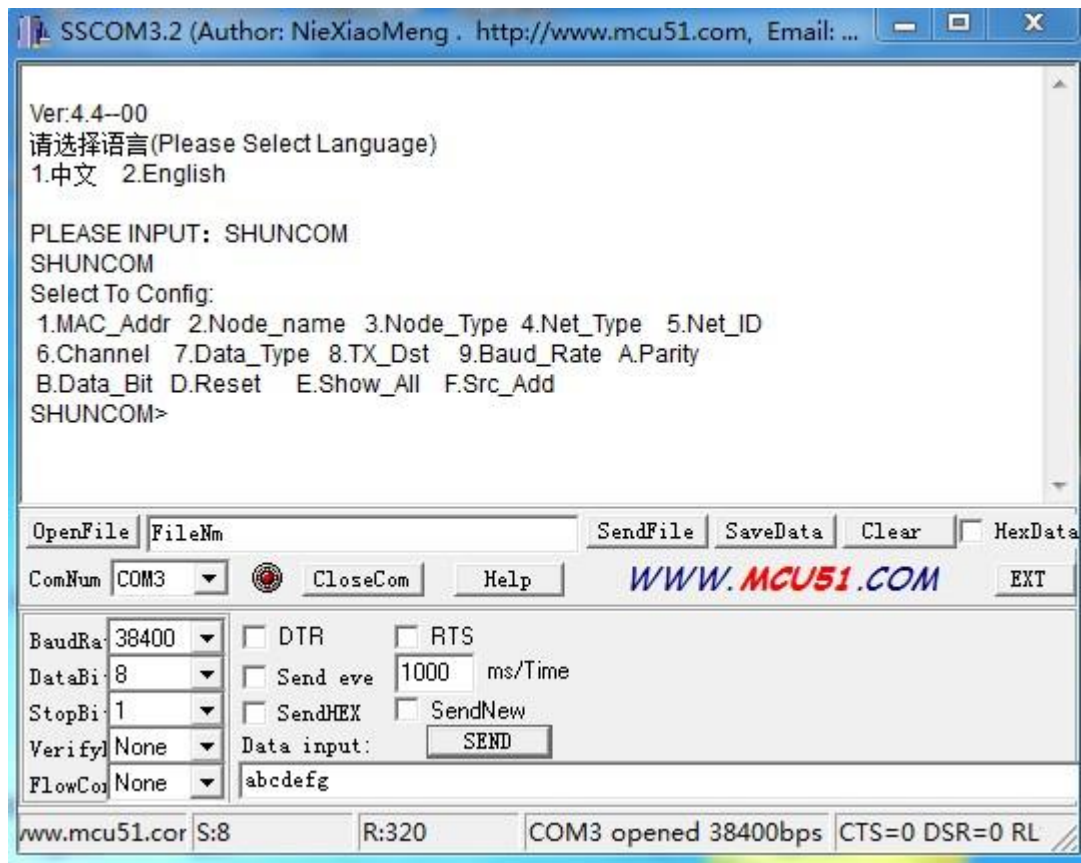 SSCOM3.2 (Author: NieXiaoMeng . http://www.mcu51.com, Email: ...
Ver:4.4--00
请选择语言(Please Select Language)
1.中文 2.English
PLEASE INPUT：SHUNCOM
SHUNCOM
Select To Config:
1.MAC_Addr 2.Node_name 3.Node_Type 4.Net_Type 5.Net_ID
6.Channel 7.Data_Type 8.TX_Dst 9.Baud_Rate A.Parity
B.Data_Bit D.Reset E.Show_All F.Src_Add
SHUNCOM>
OpenFile FileNm SendFile SaveData Clear HexData
ComNum COM3 CloseCom Help WWW.MCU51.COM EXT
BaudRa 38400 DTR RTS
DataBi 8 Send eve 1000 ms/Time
StopBi 1 SendHEX SendNew
Verify None Data input: SEND
FlowCo None abcdefg
www.mcu51.cor S:8 R:320 COM3 opened 38400bps CTS=0 DSR=0 RL